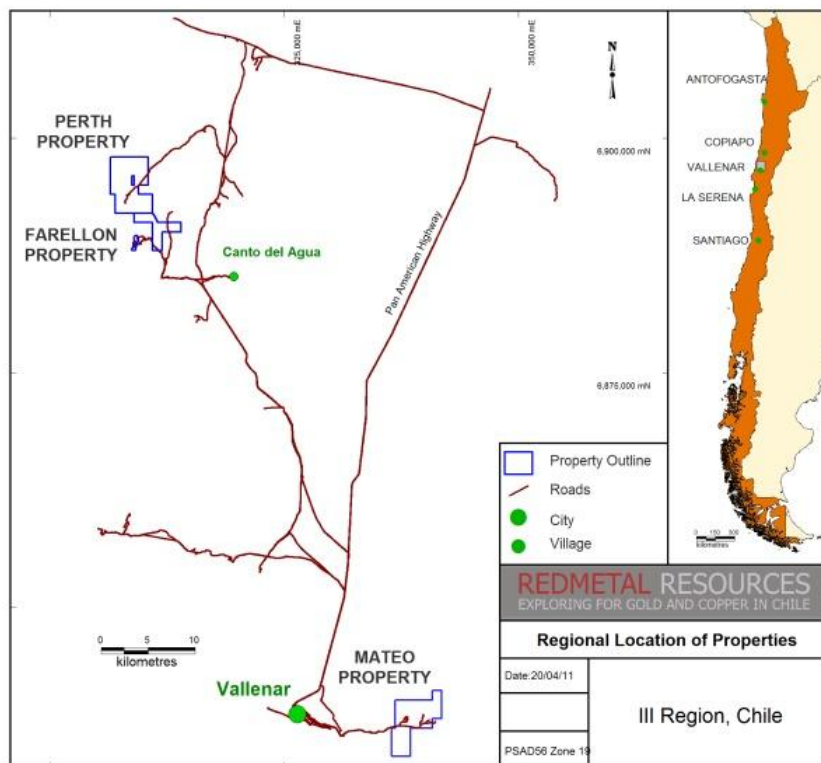 325,000 mE
350,000 mE
N
PERTH
PROPERTY
6,900,000 mN
FARELLON
PROPERTY
Canto del Agua
Pan American Highway
6,875,000 mN
0 5 10
kilometres
MATEO
PROPERTY
Vallenar
ANTOFOGASTA
COPIAPO
VALLENAR
LA SERENA
SANTIAGO
0 150 300
kilometres
Property Outline
Roads
City
Village
REDMETAL RESOURCES
EXPLORING FOR GOLD AND COPPER IN CHILE
Regional Location of Properties
Date:20/04/11
III Region, Chile
PSAD56 Zone 19